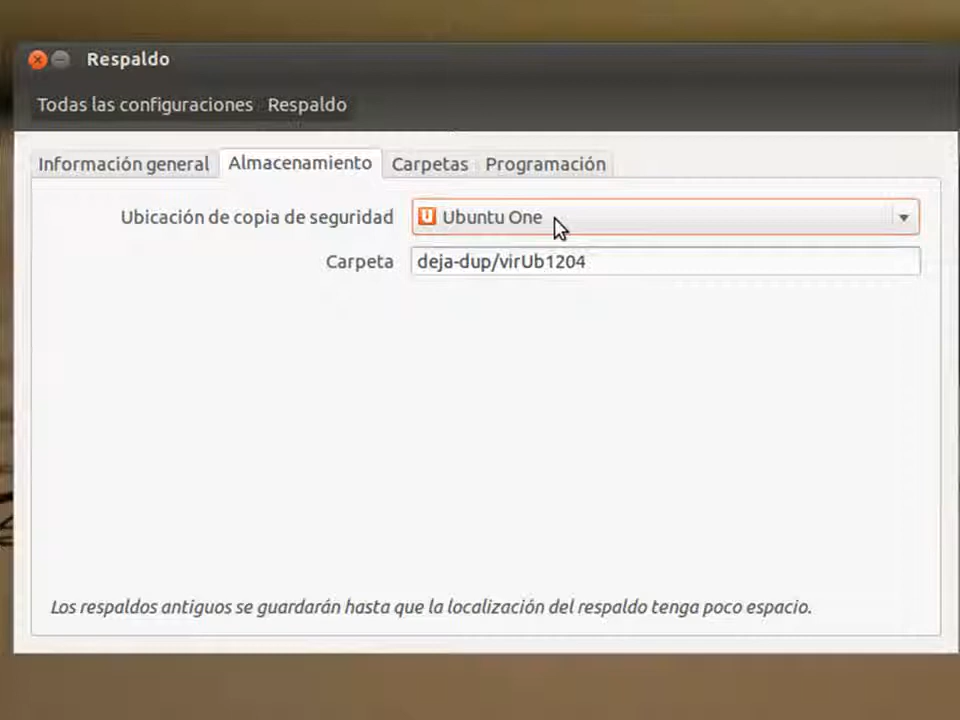 Respaldo
Todas las configuraciones Respaldo
Información general Almacenamiento Carpetas Programación
Ubicación de copia de seguridad Ubuntu One
Carpeta deja-dup/virUb1204
Los respaldos antiguos se guardarán hasta que la localización del respaldo tenga poco espacio.